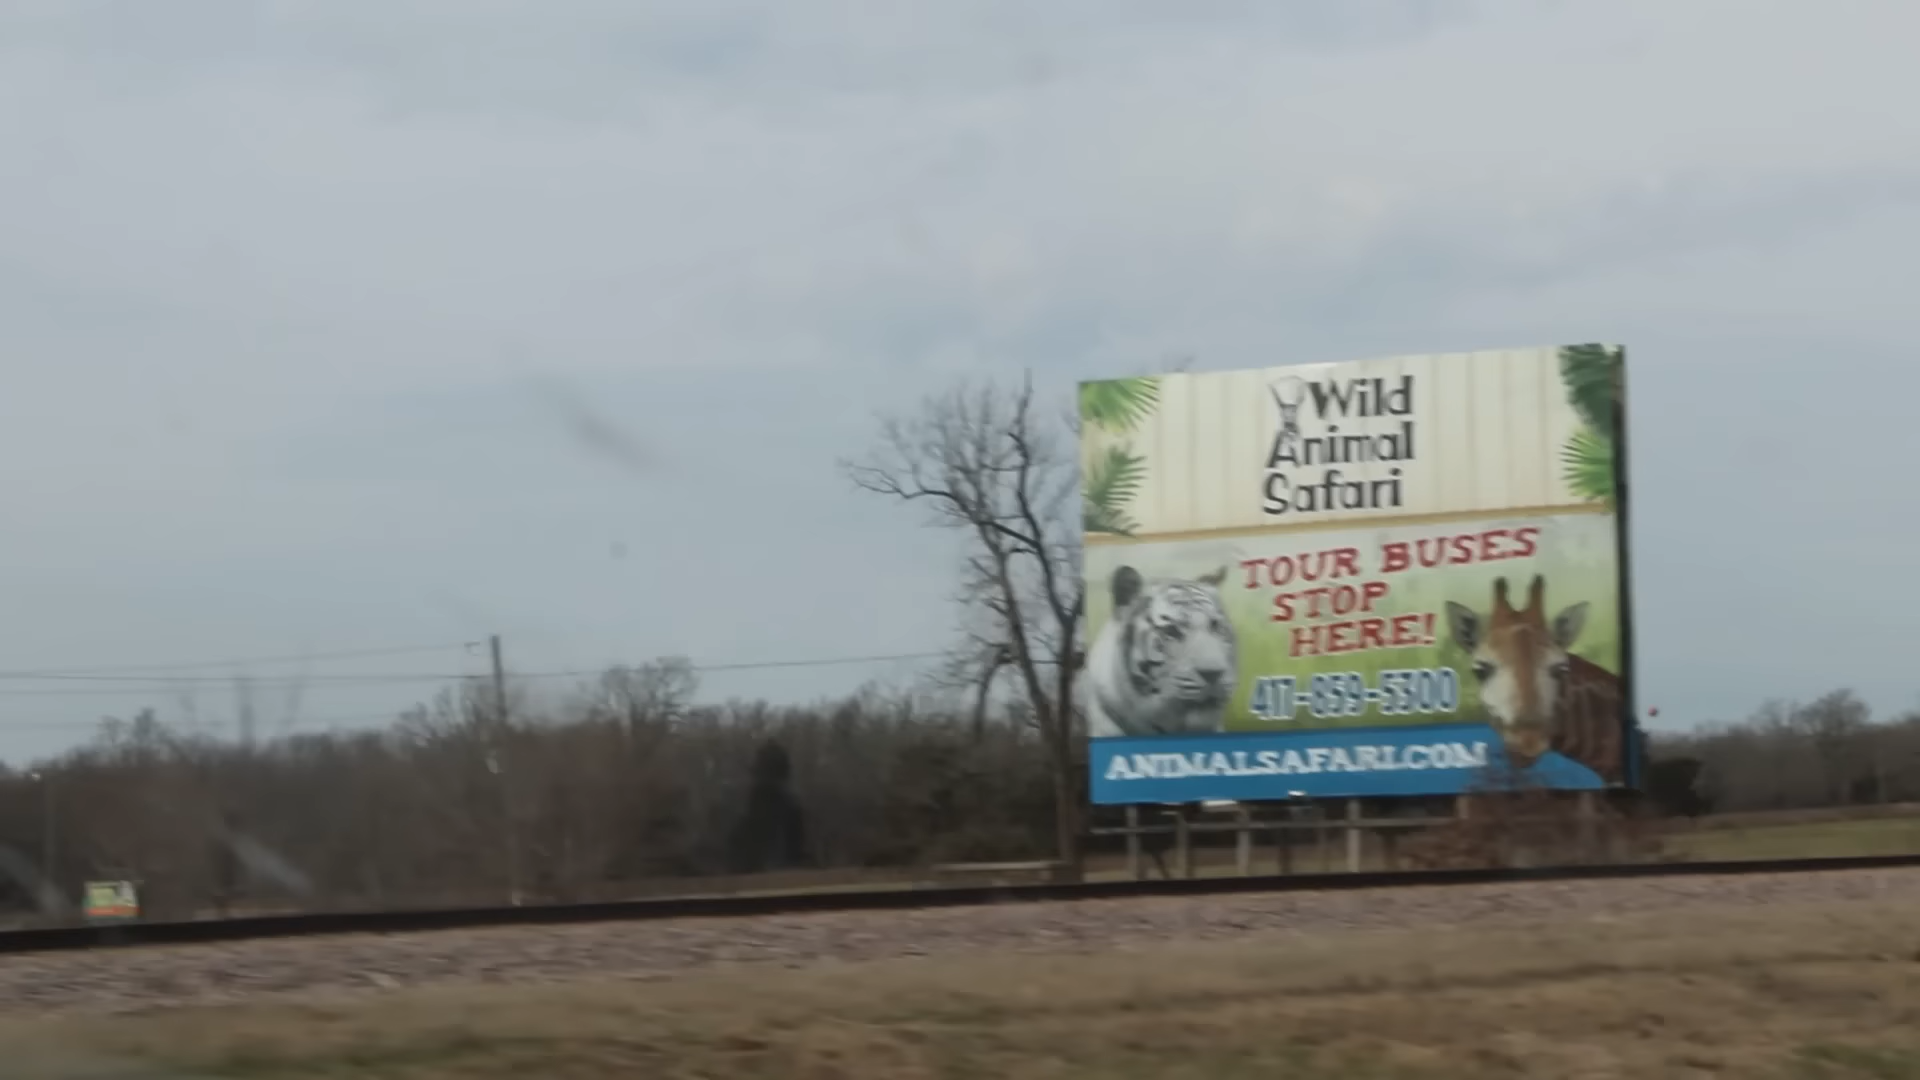 Wild
Animal
Safari
TOUR BUSES
STOP
HERE!
417-859-5300
ANIMALSAFARI.COM